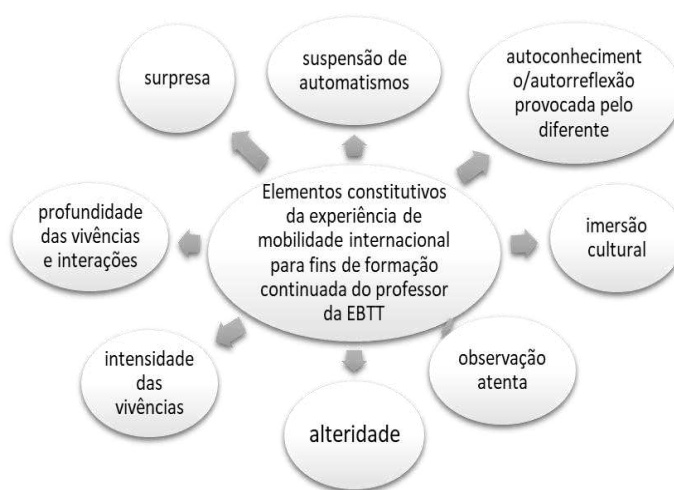 surpresa
suspensão de
automatismos
autoconheciment
o/autorreflexão
provocada pelo
diferente
profundidade
das vivências
e interações
Elementos constitutivos
da experiência de
mobilidade internacional
para fins de formação
continuada do professor
da EBTT
imersão
cultural
intensidade
das
vivências
alteridade
observação
atenta